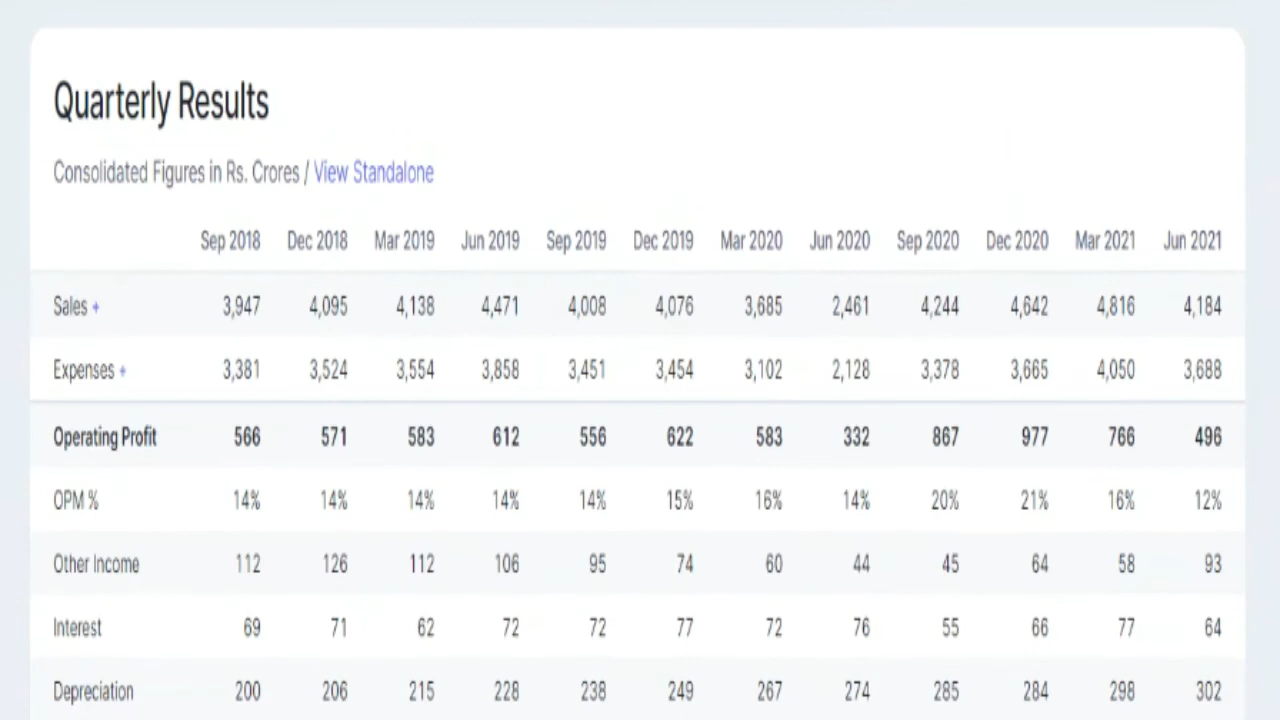 Quarterly Results
Consolidated Figures in Rs. Crores / View Standalone
Sep 2018 Dec 2018 Mar 2019 Jun 2019 Sep 2019 Dec 2019 Mar 2020 Jun 2020 Sep 2020 Dec 2020 Mar 2021 Jun 2021
Sales + 3,947 4,095 4,138 4,471 4,008 4,076 3,685 2,461 4,244 4,642 4,816 4,184
Expenses + 3,381 3,524 3,554 3,858 3,451 3,454 3,102 2,128 3,378 3,665 4,050 3,688
Operating Profit 566 571 583 612 556 622 583 332 867 977 766 496
OPM % 14% 14% 14% 14% 14% 15% 16% 14% 20% 21% 16% 12%
Other Income 112 126 112 106 95 74 60 44 45 64 58 93
Interest 69 71 62 72 72 77 72 76 55 66 77 64
Depreciation 200 206 215 228 238 249 267 274 285 284 298 302